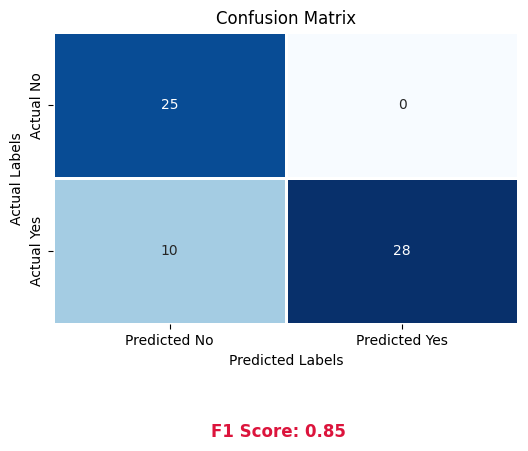 Confusion Matrix
Actual Labels
Actual No
25
0
Actual Yes
10
28
Predicted No
Predicted Yes
Predicted Labels
F1 Score: 0.85